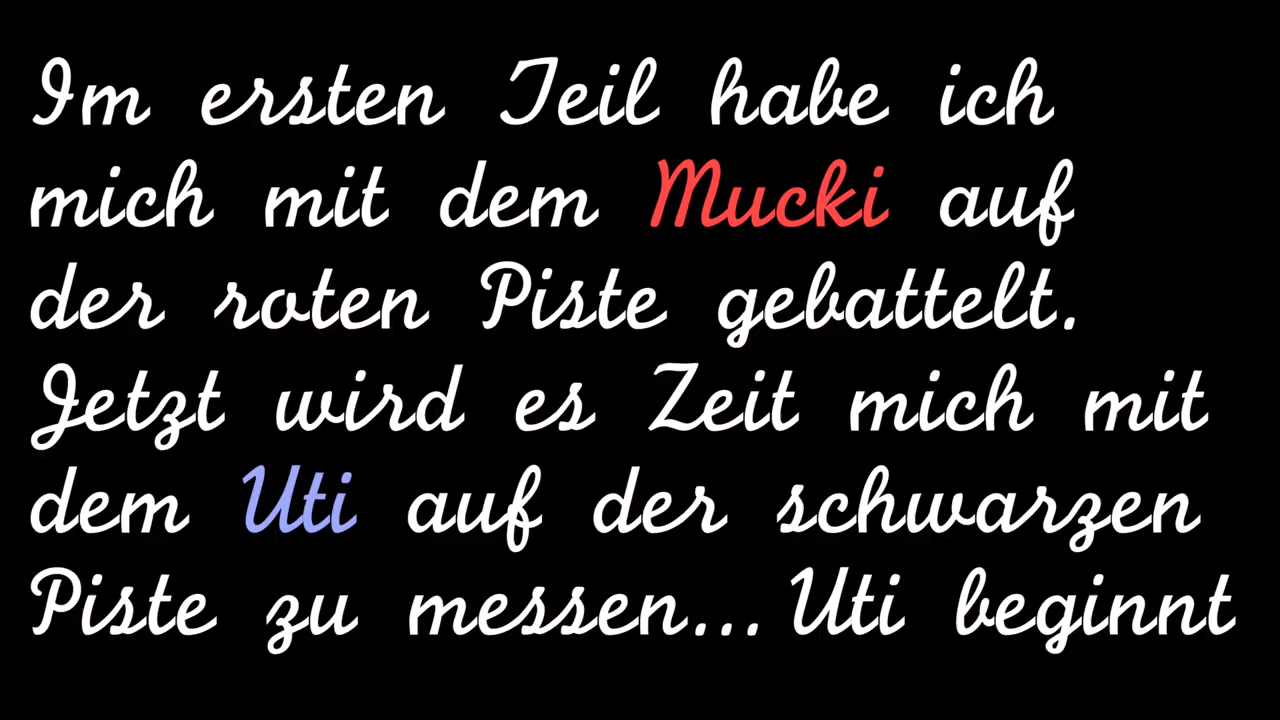 Im ersten Teil habe ich
mich mit dem Mucki auf
der roten Piste gebattelt.
Jetzt wird es Zeit mich mit
dem Uti auf der schwarzen
Piste zu messen... Uti beginnt